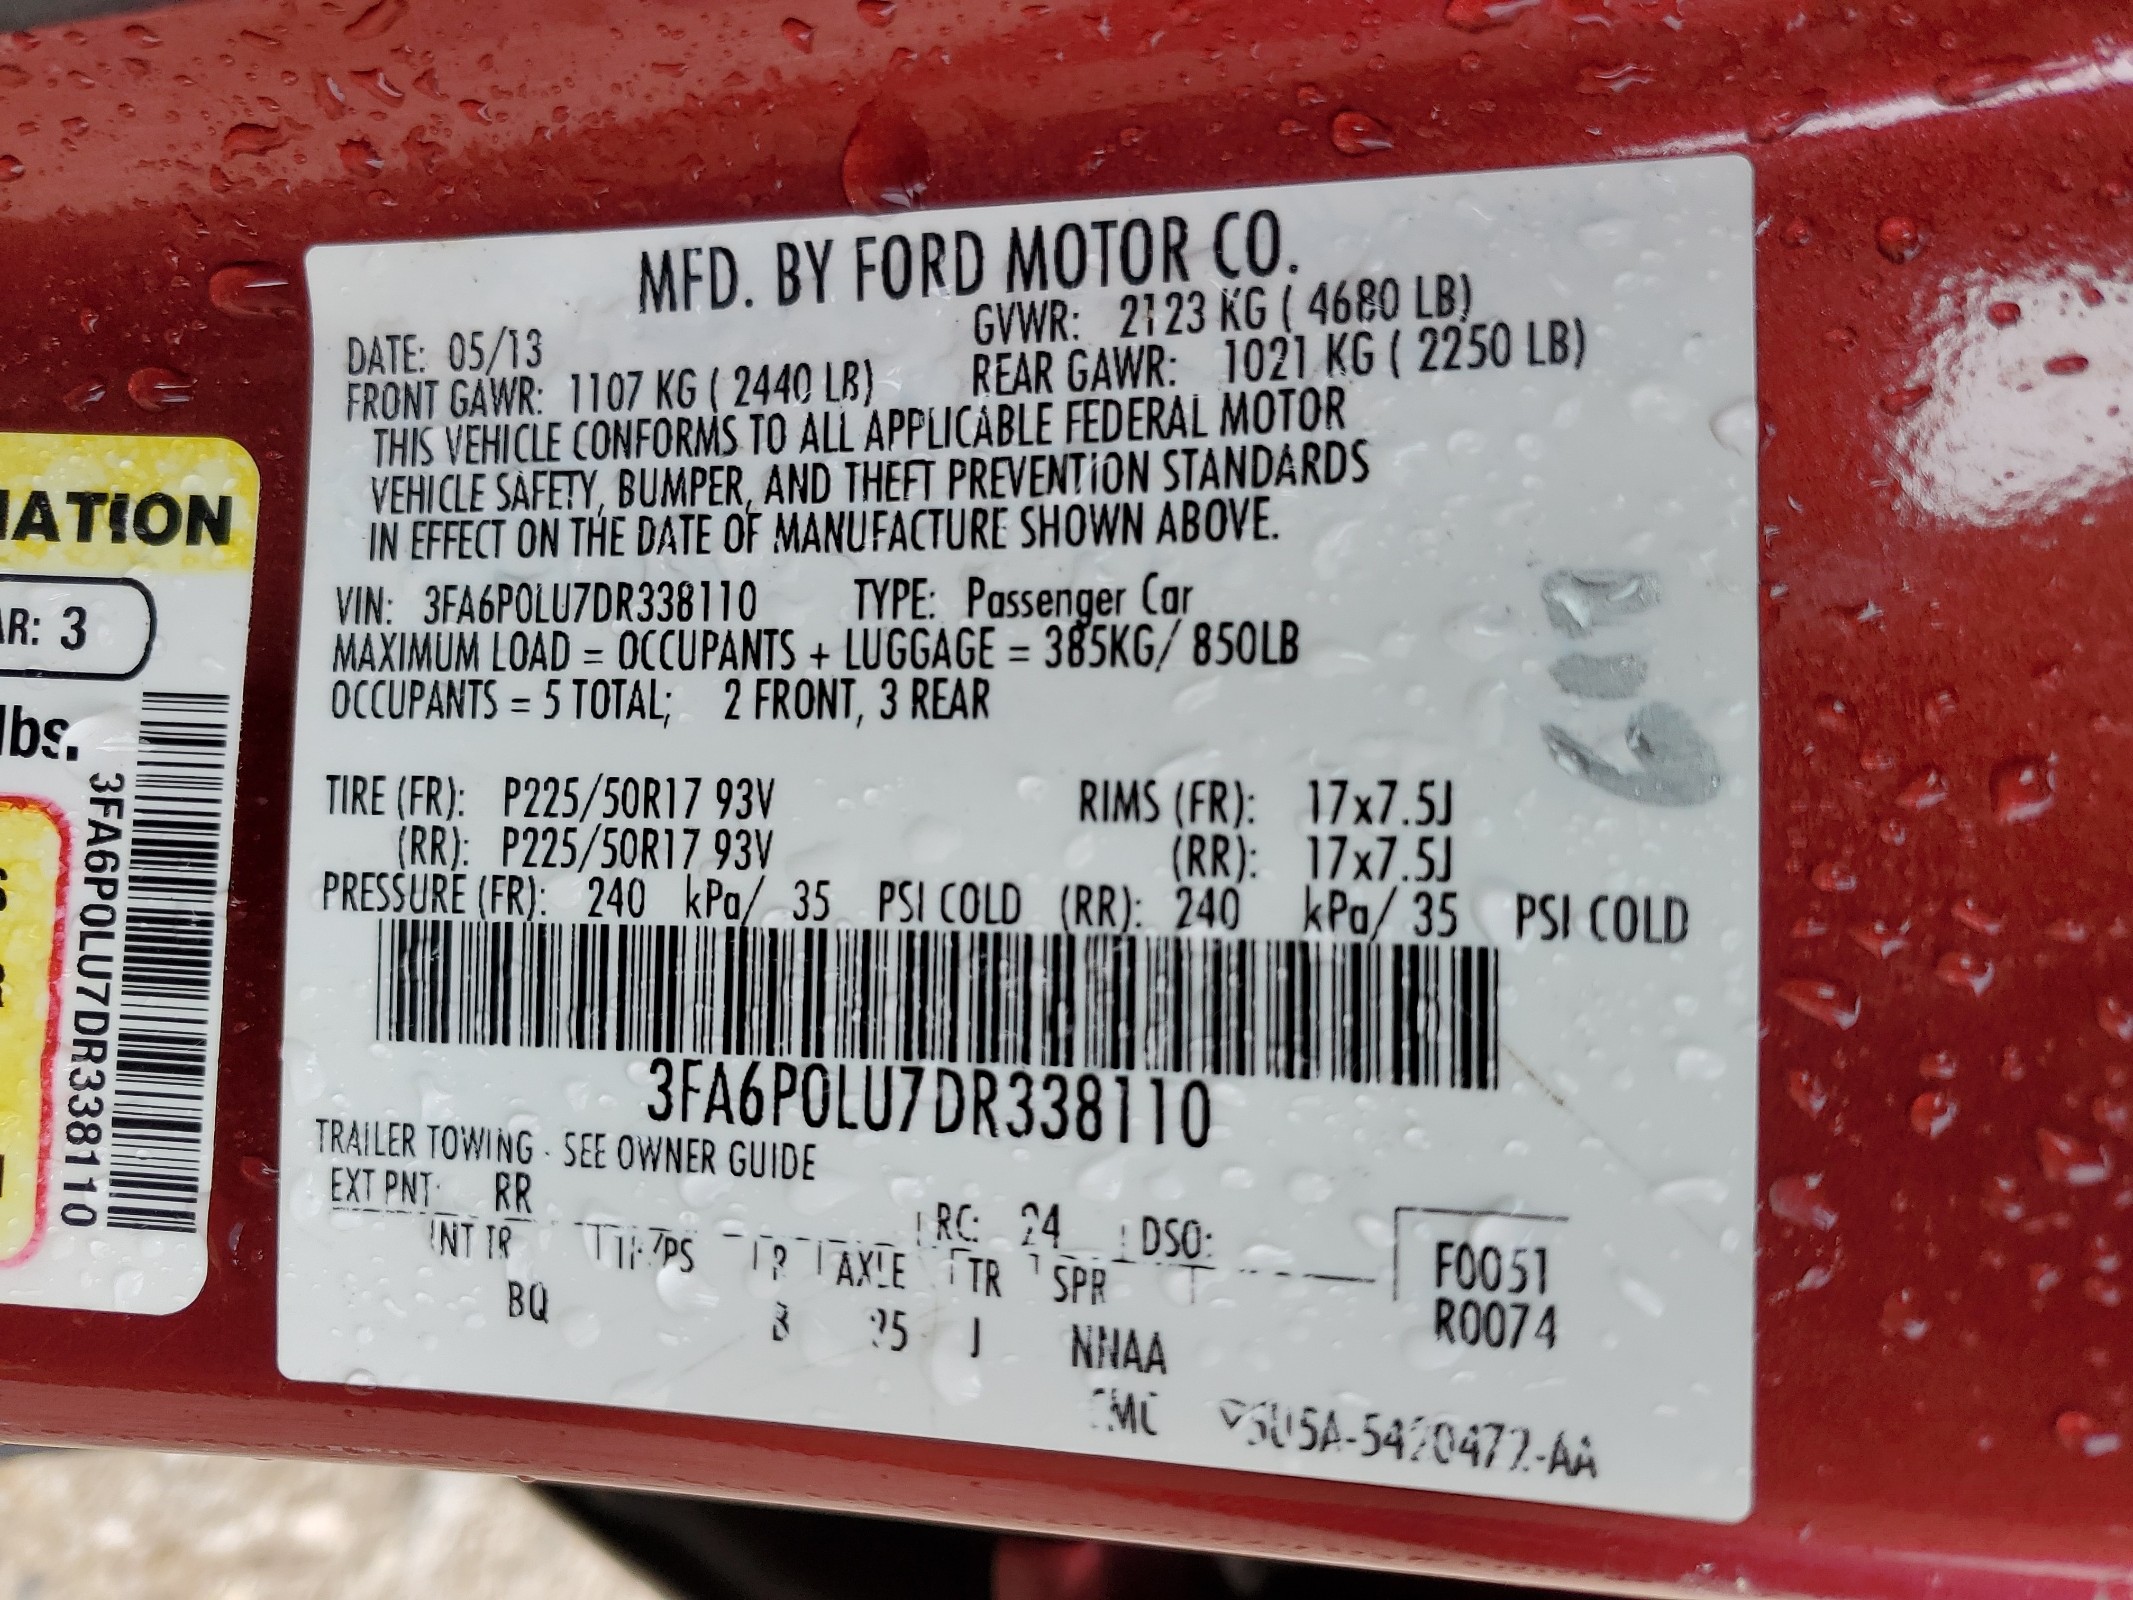 MFD. BY FORD MOTOR CO.
DATE: 05/13 GVWR: 2123 KG ( 4680 LB)
FRONT GAWR: 1107 KG ( 2440 LB) REAR GAWR: 1021 KG ( 2250 LB)
THIS VEHICLE CONFORMS TO ALL APPLICABLE FEDERAL MOTOR
VEHICLE SAFETY, BUMPER, AND THEFT PREVENTION STANDARDS
IN EFFECT ON THE DATE OF MANUFACTURE SHOWN ABOVE.
VIN: 3FA6P0LU7DR338110 TYPE: Passenger Car
MAXIMUM LOAD = OCCUPANTS + LUGGAGE = 385KG/ 850LB
OCCUPANTS = 5 TOTAL; 2 FRONT, 3 REAR
TIRE (FR): P225/50R17 93V RIMS (FR): 17x7.5J
(RR): P225/50R17 93V (RR): 17x7.5J
PRESSURE (FR): 240 kPa/ 35 PSI COLD (RR): 240 kPa/ 35 PSI COLD
3FA6P0LU7DR338110
TRAILER TOWING - SEE OWNER GUIDE
EXT PNT: RR RC: 24 DSO:
INT TR AXLE TR SPR
BQ J NNAA
F0051
R0074
AR: 3
lbs.
3FA6P0LU7DR338110